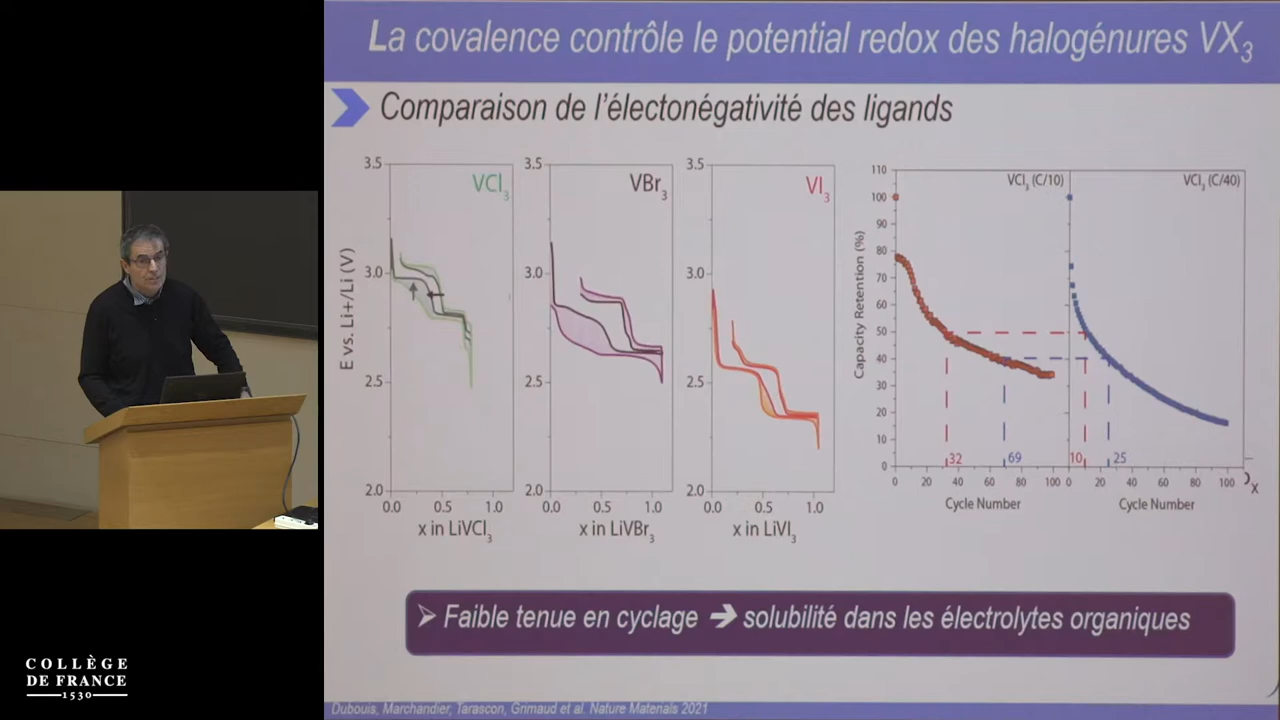 La covalence contrôle le potential redox des halogénures VX3
Comparaison de l'électonégativité des ligands
3.5
3.0
2.5
2.0
E vs. Li+/Li (V)
VCl3
0.0 0.5 1.0
x in LiVCl3
3.5
3.0
2.5
2.0
VBr3
0.0 0.5 1.0
x in LiVBr3
3.5
3.0
2.5
2.0
VI3
0.0 0.5 1.0
x in LiVI3
110
100
90
80
70
60
50
40
30
20
10
0
Capacity Retention (%)
VCl3 (C/10)
32
69
0 20 40 60 80 100
Cycle Number
VCl3 (C/40)
10
25
0 20 40 60 80 100
Cycle Number
x
Faible tenue en cyclage ➔ solubilité dans les électrolytes organiques
Dubouis, Marchandier, Tarascon, Grimaud et al. Nature Materials 2021
COLLÈGE
DE FRANCE
1530